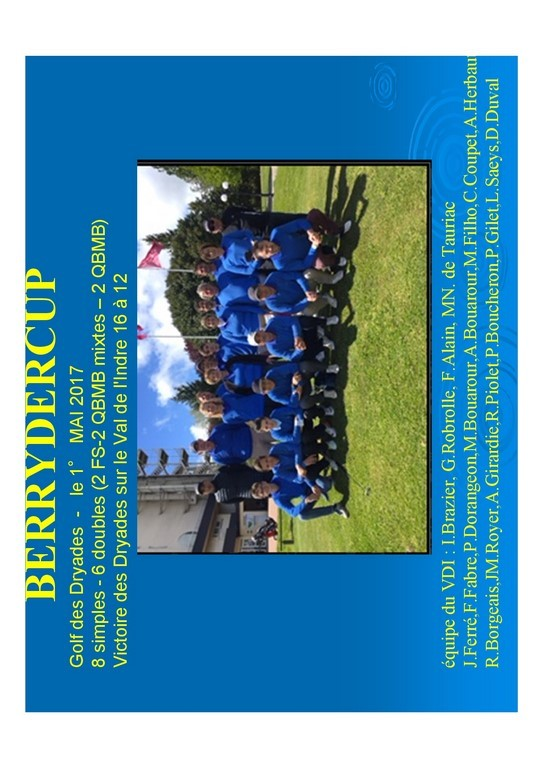 BERRYDERCUP
Golf des Dryades - le 1° MAI 2017
8 simples - 6 doubles (2 FS-2 QBMB mixtes – 2 QBMB)
Victoire des Dryades sur le Val de l'Indre 16 à 12
équipe du VDI : I.Brazier, G.Robrolle, F.Alain, MN. de Tauriac
J.Ferré,F.Fabre,P.Dorangeon,M.Bouarour,A.Bouarour,M.Filho,C.Coupet,A.Herbaut
R.Borgeais,JM.Royer,A.Girardie,R.Piolet,P.Boucheron,P.Gilet,L.Saeys,D.Duval